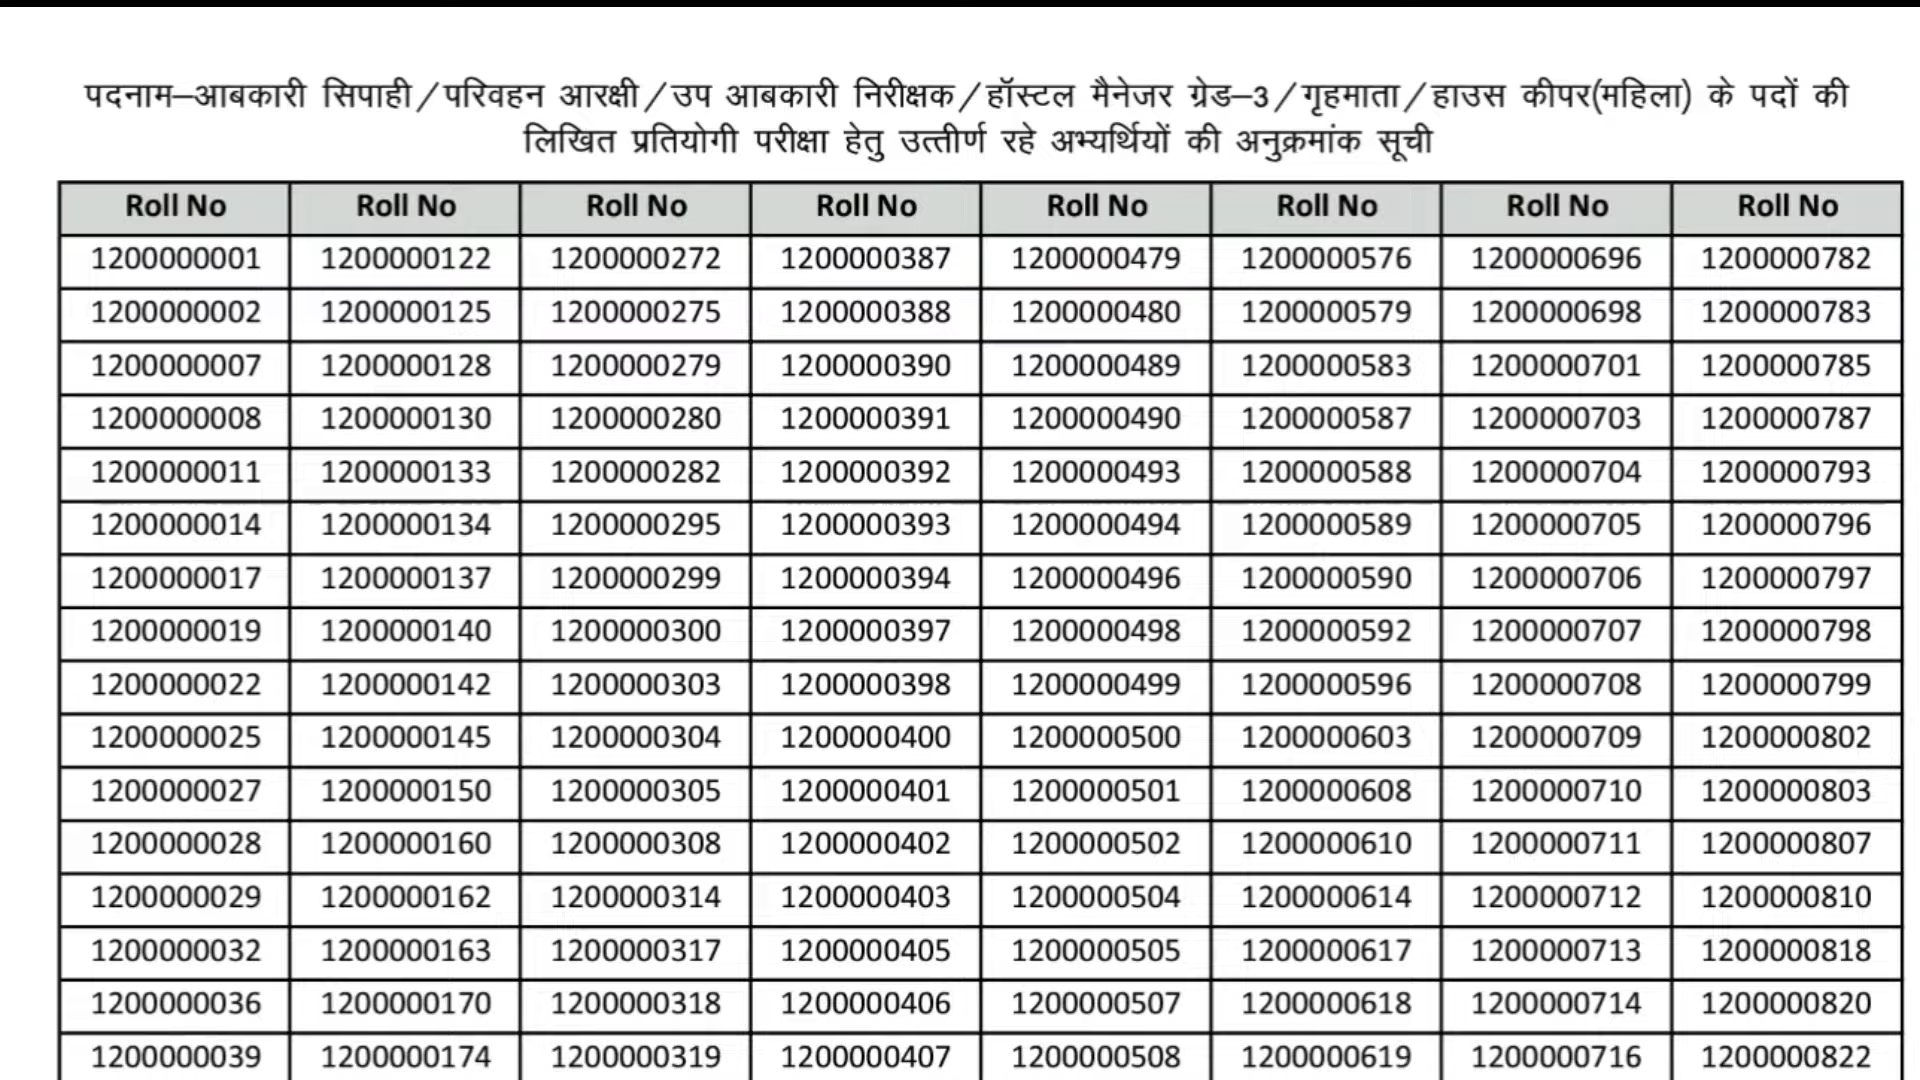 पदनाम–आबकारी सिपाही/परिवहन आरक्षी/उप आबकारी निरीक्षक/हॉस्टल मैनेजर ग्रेड–3/गृहमाता/हाउस कीपर(महिला) के पदों की
लिखित प्रतियोगी परीक्षा हेतु उत्तीर्ण रहे अभ्यर्थियों की अनुक्रमांक सूची
Roll No Roll No Roll No Roll No Roll No Roll No Roll No Roll No
1200000001 1200000122 1200000272 1200000387 1200000479 1200000576 1200000696 1200000782
1200000002 1200000125 1200000275 1200000388 1200000480 1200000579 1200000698 1200000783
1200000007 1200000128 1200000279 1200000390 1200000489 1200000583 1200000701 1200000785
1200000008 1200000130 1200000280 1200000391 1200000490 1200000587 1200000703 1200000787
1200000011 1200000133 1200000282 1200000392 1200000493 1200000588 1200000704 1200000793
1200000014 1200000134 1200000295 1200000393 1200000494 1200000589 1200000705 1200000796
1200000017 1200000137 1200000299 1200000394 1200000496 1200000590 1200000706 1200000797
1200000019 1200000140 1200000300 1200000397 1200000498 1200000592 1200000707 1200000798
1200000022 1200000142 1200000303 1200000398 1200000499 1200000596 1200000708 1200000799
1200000025 1200000145 1200000304 1200000400 1200000500 1200000603 1200000709 1200000802
1200000027 1200000150 1200000305 1200000401 1200000501 1200000608 1200000710 1200000803
1200000028 1200000160 1200000308 1200000402 1200000502 1200000610 1200000711 1200000807
1200000029 1200000162 1200000314 1200000403 1200000504 1200000614 1200000712 1200000810
1200000032 1200000163 1200000317 1200000405 1200000505 1200000617 1200000713 1200000818
1200000036 1200000170 1200000318 1200000406 1200000507 1200000618 1200000714 1200000820
1200000039 1200000174 1200000319 1200000407 1200000508 1200000619 1200000716 1200000822